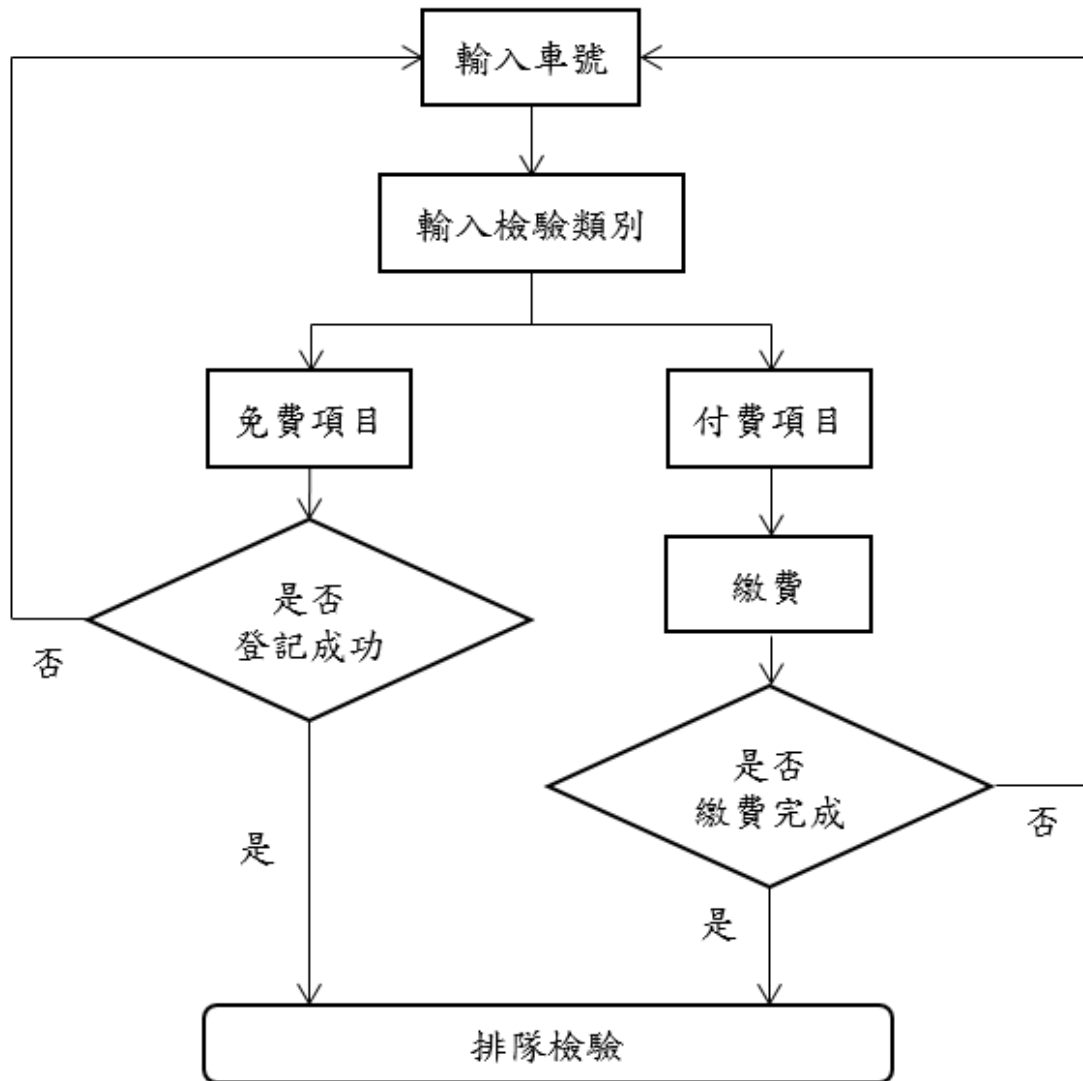 輸入車號
輸入檢驗類別
免費項目
付費項目
繳費
是否
登記成功
否
是否
繳費完成
否
是
是
排隊檢驗